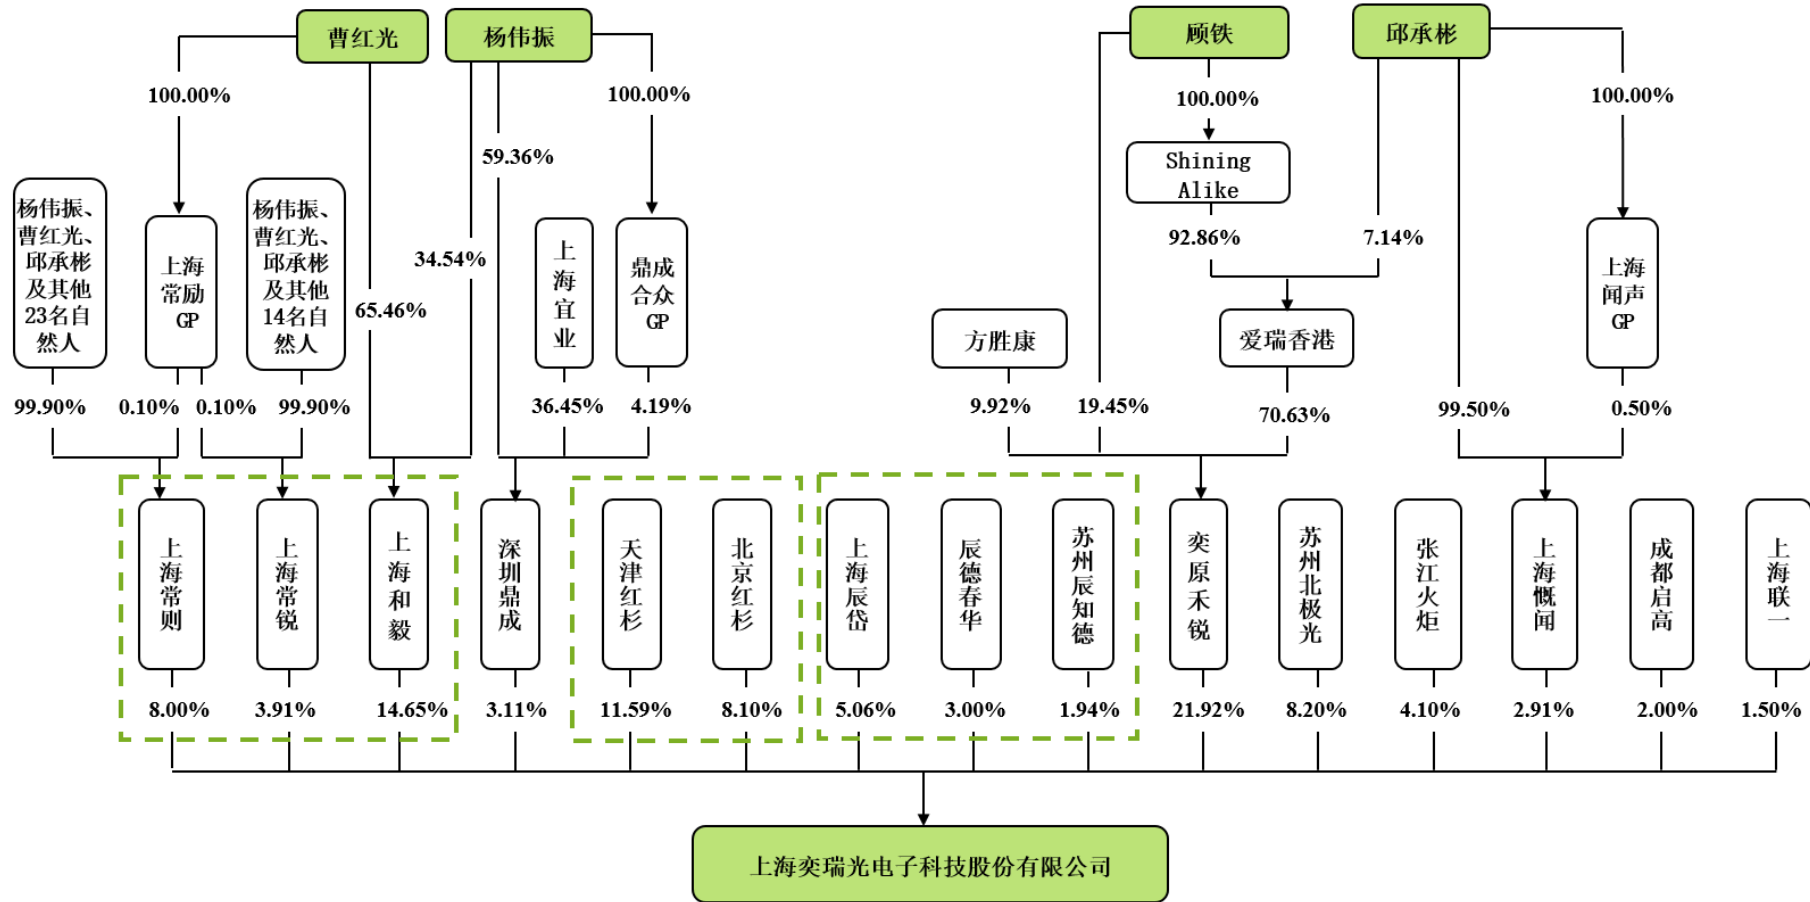 曹红光
杨伟振
顾铁
邱承彬
100.00%
100.00%
100.00%
100.00%
59.36%
Shining
Alike
杨伟振、
曹红光、
邱承彬
及其他
23名自
然人
上海
常励
GP
杨伟振、
曹红光、
邱承彬
及其他
14名自
然人
65.46%
34.54%
上海宜业
鼎成
合众
GP
92.86%
7.14%
上海
闻声
GP
方胜康
爱瑞香港
99.90%
0.10%
0.10%
99.90%
36.45%
4.19%
9.92%
19.45%
70.63%
99.50%
0.50%
上海常则
上海常锐
上海和毅
深圳鼎成
天津红杉
北京红杉
上海辰岱
辰德春华
苏州辰知德
奕原禾锐
苏州北极光
张江火炬
上海慨闻
成都启高
上海联一
8.00%
3.91%
14.65%
3.11%
11.59%
8.10%
5.06%
3.00%
1.94%
21.92%
8.20%
4.10%
2.91%
2.00%
1.50%
上海奕瑞光电子科技股份有限公司